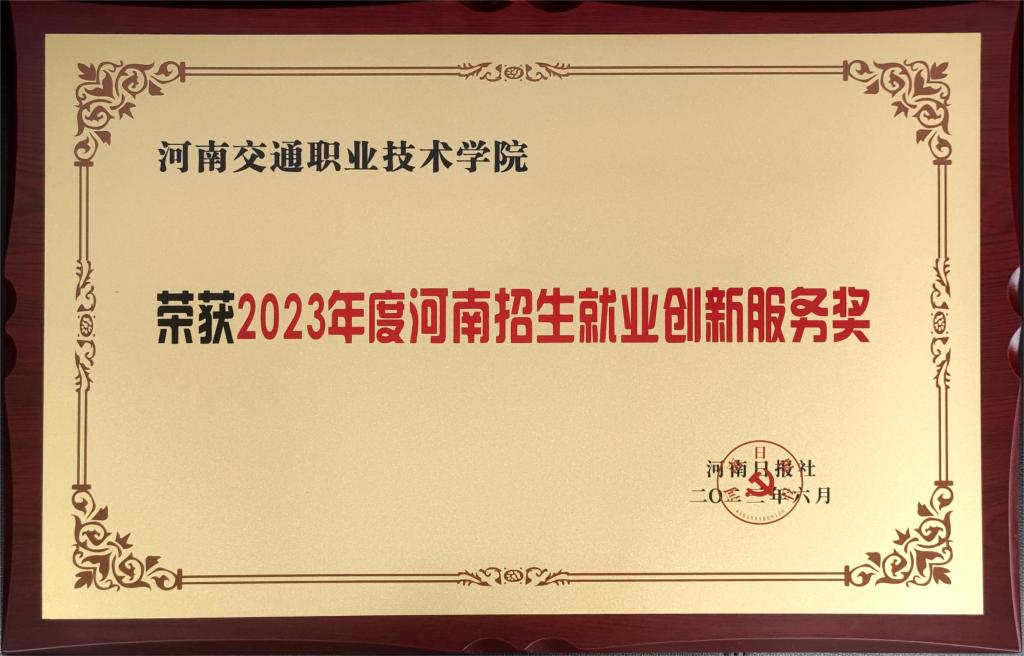 河南交通职业技术学院
荣获2023年度河南招生就业创新服务奖
河南日报社
二〇二三年六月